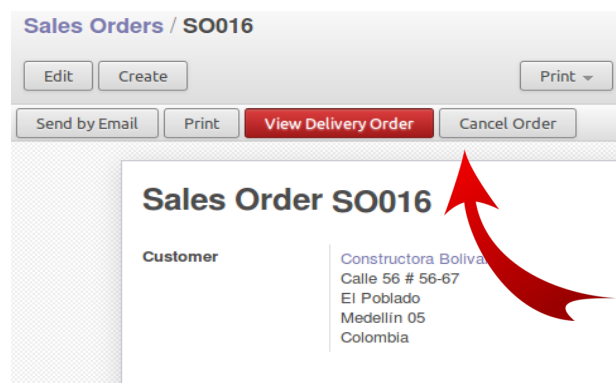 Sales Orders / SO016
Edit Create Print
Send by Email Print View Delivery Order Cancel Order
Sales Order SO016
Customer Constructora Bolivar
Calle 56 # 56-67
El Poblado
Medellín 05
Colombia